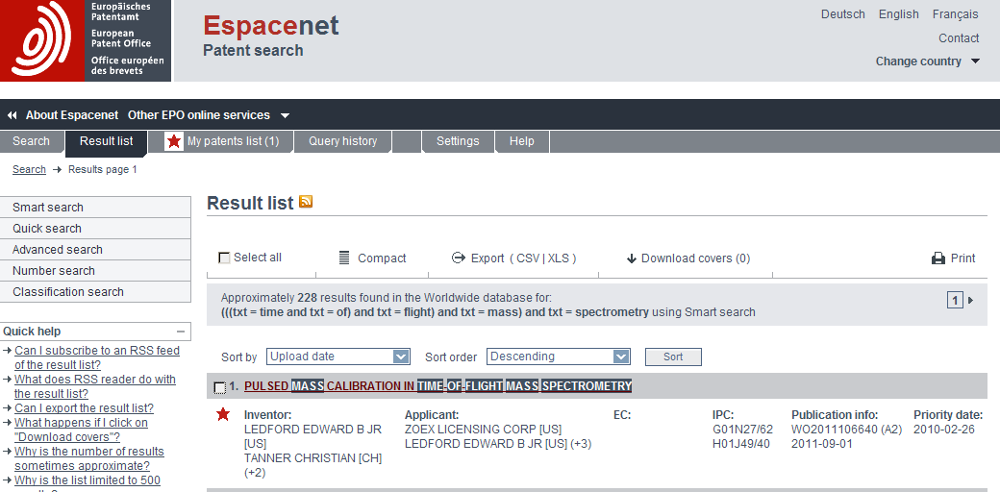 Europäisches
Patentamt
European
Patent Office
Office européen
des brevets
Espacenet
Patent search
Deutsch English Français
Contact
Change country
About Espacenet Other EPO online services
Search Result list My patents list (1) Query history Settings Help
Search → Results page 1
Smart search
Quick search
Advanced search
Number search
Classification search
Quick help
Can I subscribe to an RSS feed
of the result list?
What does RSS reader do with
the result list?
Can I export the result list?
What happens if I click on
"Download covers"?
Why is the number of results
sometimes approximate?
Why is the list limited to 500
Result list
Select all Compact Export ( CSV | XLS ) Download covers (0) Print
Approximately 228 results found in the Worldwide database for:
(((txt = time and txt = of) and txt = flight) and txt = mass) and txt = spectrometry using Smart search
1
Sort by Upload date Sort order Descending Sort
1. PULSED MASS CALIBRATION IN TIME-OF-FLIGHT MASS SPECTROMETRY
Inventor: Applicant: EC: IPC: Publication info: Priority date:
LEDFORD EDWARD B JR ZOEX LICENSING CORP [US] G01N27/62 WO2011106640 (A2) 2010-02-26
[US] LEDFORD EDWARD B JR [US] (+3) H01J49/40 2011-09-01
TANNER CHRISTIAN [CH]
(+2)